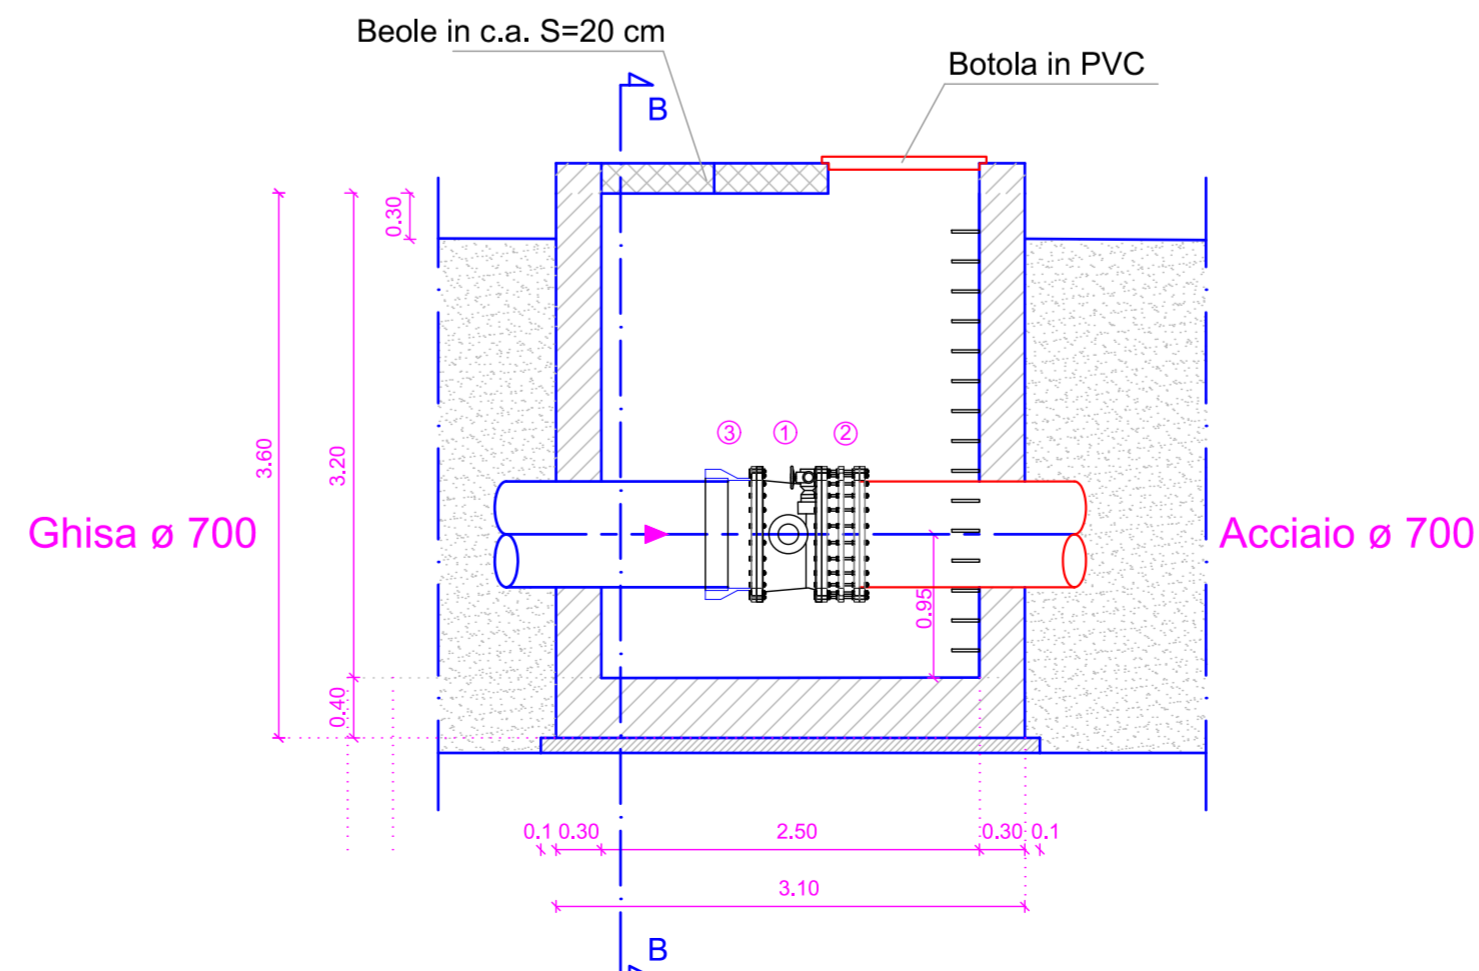 Beole in c.a. S=20 cm
Botola in PVC
B
0.30
3.60
3.20
③ ① ②
Ghisa ø 700
Acciaio ø 700
0.95
0.40
0.1 0.30 2.50 0.30 0.1
3.10
B